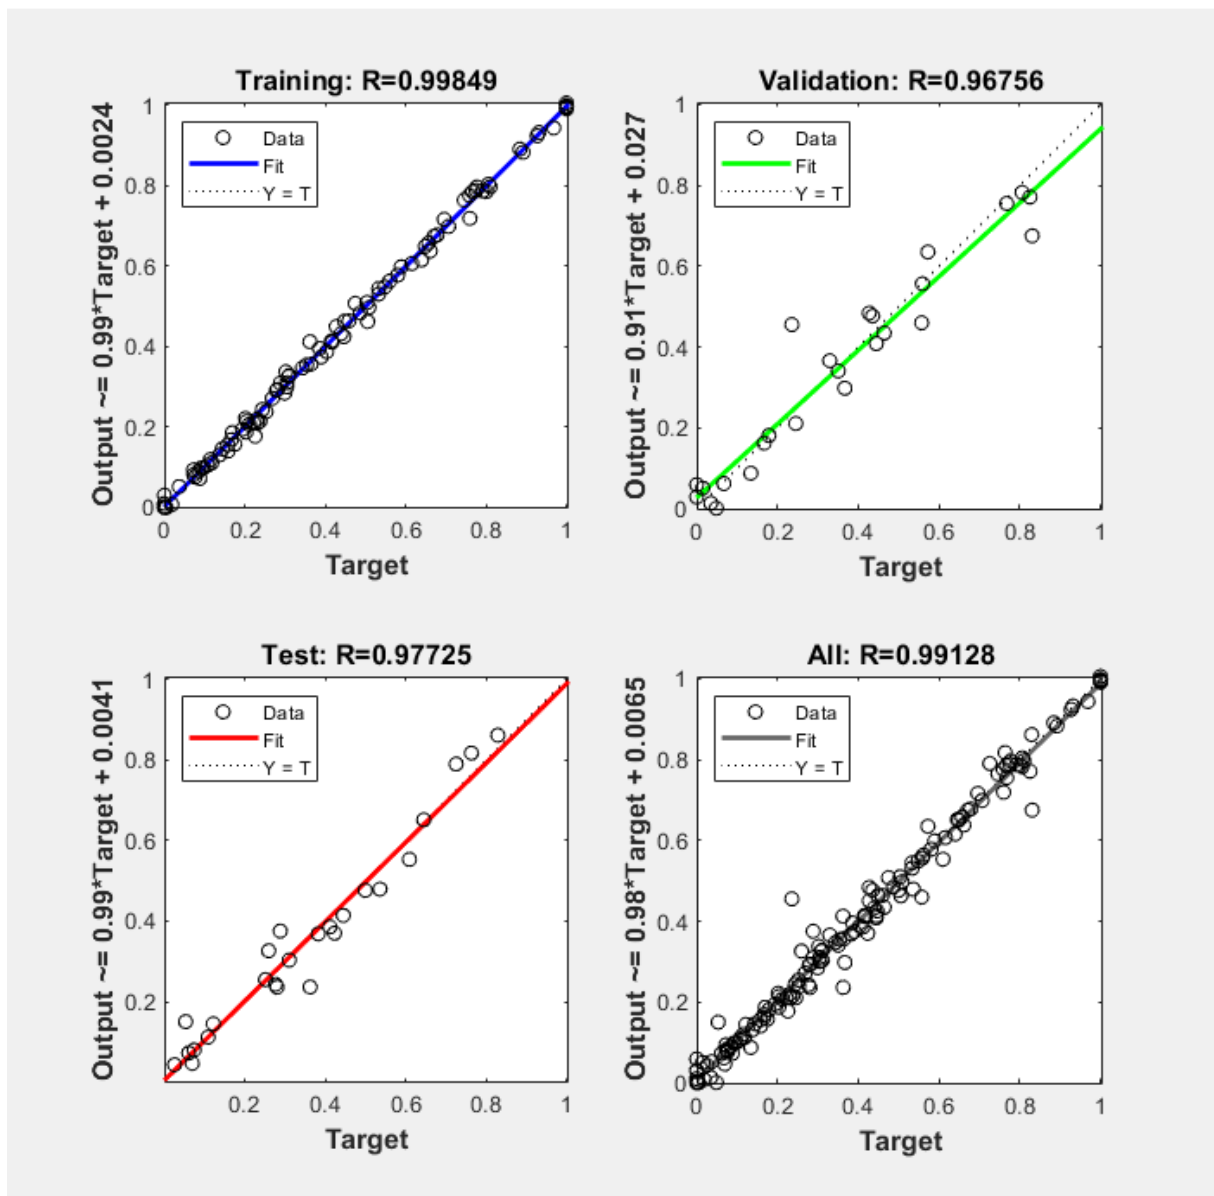 Training: R=0.99849
Output ~= 0.99*Target + 0.0024
1
0.8
0.6
0.4
0.2
0
Data
Fit
Y = T
0 0.2 0.4 0.6 0.8 1
Target
Validation: R=0.96756
Output ~= 0.91*Target + 0.027
1
0.8
0.6
0.4
0.2
0
Data
Fit
Y = T
0 0.2 0.4 0.6 0.8 1
Target
Test: R=0.97725
Output ~= 0.99*Target + 0.0041
1
0.8
0.6
0.4
0.2
Data
Fit
Y = T
0.2 0.4 0.6 0.8 1
Target
All: R=0.99128
Output ~= 0.98*Target + 0.0065
1
0.8
0.6
0.4
0.2
0
Data
Fit
Y = T
0 0.2 0.4 0.6 0.8 1
Target